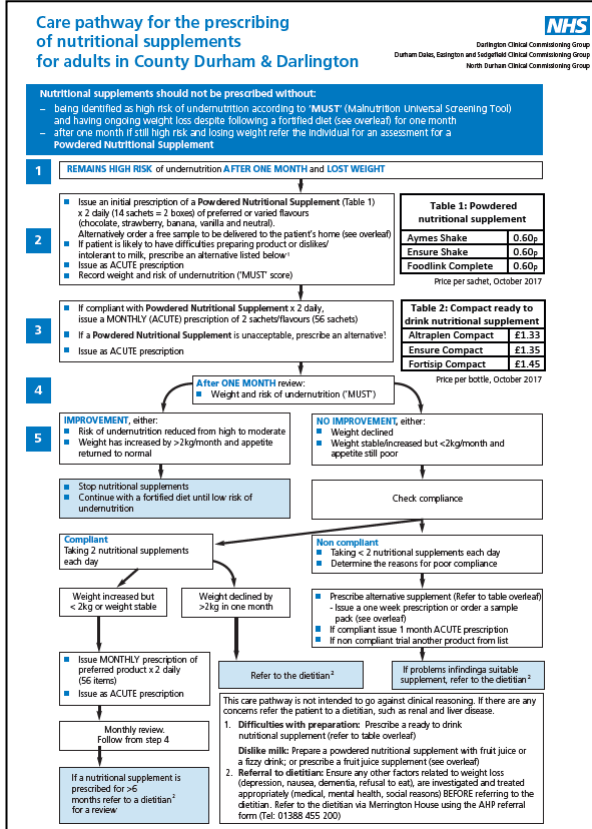 Care pathway for the prescribing
of nutritional supplements
for adults in County Durham & Darlington
NHS
Darlington Clinical Commissioning Group
Durham Dales, Easington and Sedgefield Clinical Commissioning Group
North Durham Clinical Commissioning Group
Nutritional supplements should not be prescribed without:
– being identified as high risk of undernutrition according to 'MUST' (Malnutrition Universal Screening Tool)
and having ongoing weight loss despite following a fortified diet (see overleaf) for one month
– after one month if still high risk and losing weight refer the individual for an assessment for a
Powdered Nutritional Supplement
1
REMAINS HIGH RISK of undernutrition AFTER ONE MONTH and LOST WEIGHT
2
■ Issue an initial prescription of a Powdered Nutritional Supplement (Table 1)
x 2 daily (14 sachets = 2 boxes) of preferred or varied flavours
(chocolate, strawberry, banana, vanilla and neutral).
Alternatively order a free sample to be delivered to the patient's home (see overleaf)
■ If patient is likely to have difficulties preparing product or dislikes/
intolerant to milk, prescribe an alternative listed below¹
■ Issue as ACUTE prescription
■ Record weight and risk of undernutrition ('MUST' score)
Table 1: Powdered
nutritional supplement
Aymes Shake 0.60p
Ensure Shake 0.60p
Foodlink Complete 0.60p
Price per sachet, October 2017
3
■ If compliant with Powdered Nutritional Supplement x 2 daily,
issue a MONTHLY (ACUTE) prescription of 2 sachets/flavours (56 sachets)
■ If a Powdered Nutritional Supplement is unacceptable, prescribe an alternative¹
■ Issue as ACUTE prescription
Table 2: Compact ready to
drink nutritional supplement
Altraplen Compact £1.33
Ensure Compact £1.35
Fortisip Compact £1.45
Price per bottle, October 2017
4
After ONE MONTH review:
■ Weight and risk of undernutrition ('MUST')
5
IMPROVEMENT, either:
■ Risk of undernutrition reduced from high to moderate
■ Weight has increased by >2kg/month and appetite
returned to normal
NO IMPROVEMENT, either:
■ Weight declined
■ Weight stable/increased but <2kg/month and
appetite still poor
■ Stop nutritional supplements
■ Continue with a fortified diet until low risk of
undernutrition
Check compliance
Compliant
Taking 2 nutritional supplements
each day
Non compliant
■ Taking < 2 nutritional supplements each day
■ Determine the reasons for poor compliance
Weight increased but
< 2kg or weight stable
Weight declined by
>2kg in one month
■ Prescribe alternative supplement (Refer to table overleaf)
- Issue a one week prescription or order a sample
pack (see overleaf)
■ If compliant issue 1 month ACUTE prescription
■ If non compliant trial another product from list
■ Issue MONTHLY prescription of
preferred product x 2 daily
(56 items)
■ Issue as ACUTE prescription
Refer to the dietitian²
If problems infindinga suitable
supplement, refer to the dietitian²
Monthly review.
Follow from step 4
If a nutritional supplement is
prescribed for >6
months refer to a dietitian²
for a review
This care pathway is not intended to go against clinical reasoning. If there are any
concerns refer the patient to a dietitian, such as renal and liver disease.
1. Difficulties with preparation: Prescribe a ready to drink
nutritional supplement (refer to table overleaf)
Dislike milk: Prepare a powdered nutritional supplement with fruit juice or
a fizzy drink; or prescribe a fruit juice supplement (see overleaf)
2. Referral to dietitian: Ensure any other factors related to weight loss
(depression, nausea, dementia, refusal to eat), are investigated and treated
appropriately (medical, mental health, social reasons) BEFORE referring to the
dietitian. Refer to the dietitian via Merrington House using the AHP referral
form (Tel: 01388 455 200)